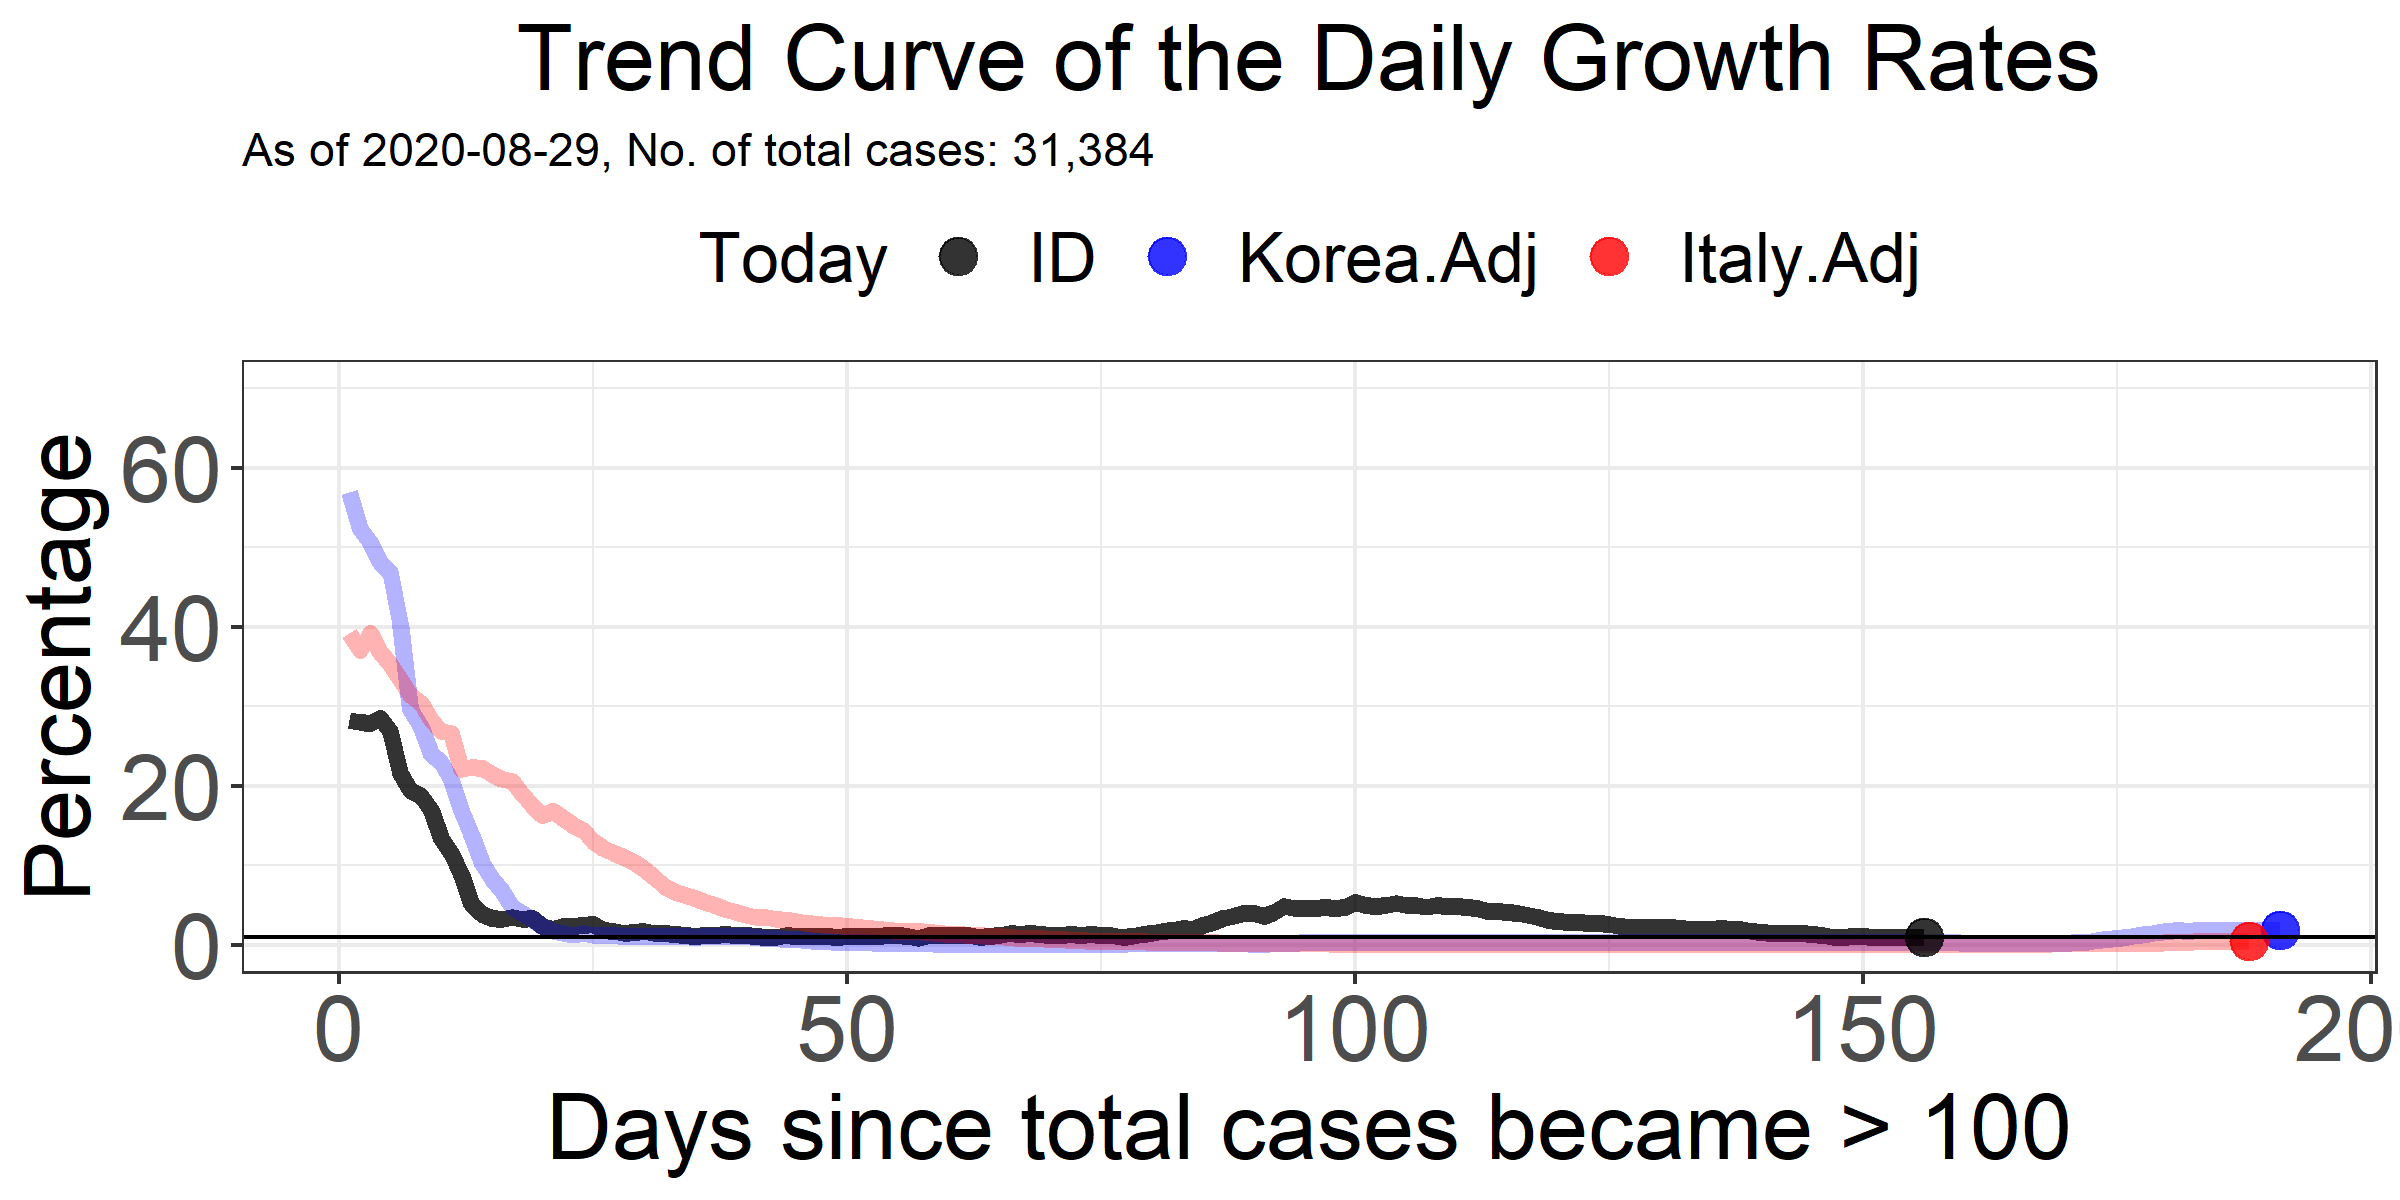 Trend Curve of the Daily Growth Rates
As of 2020-08-29, No. of total cases: 31,384
Today ID Korea.Adj Italy.Adj
Percentage
60
40
20
0
0 50 100 150 20
Days since total cases became > 100